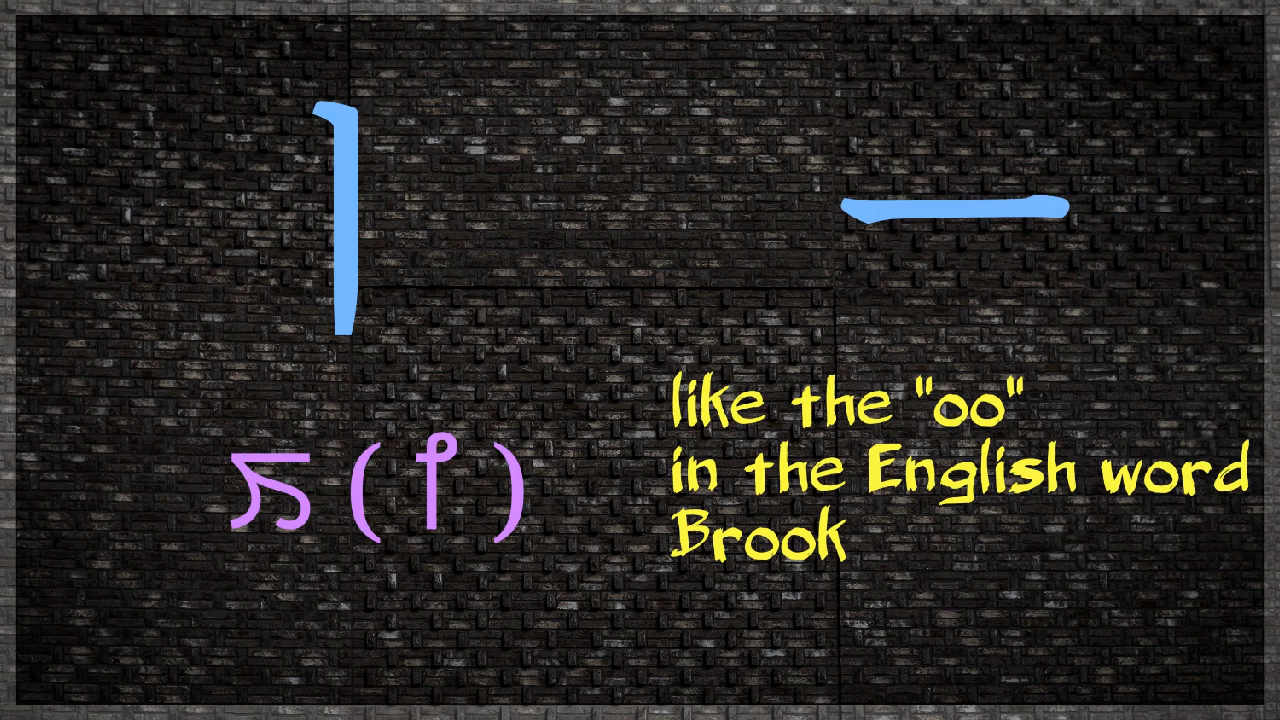 ㅣ ㅡ
like the "oo"
in the English word
Brook